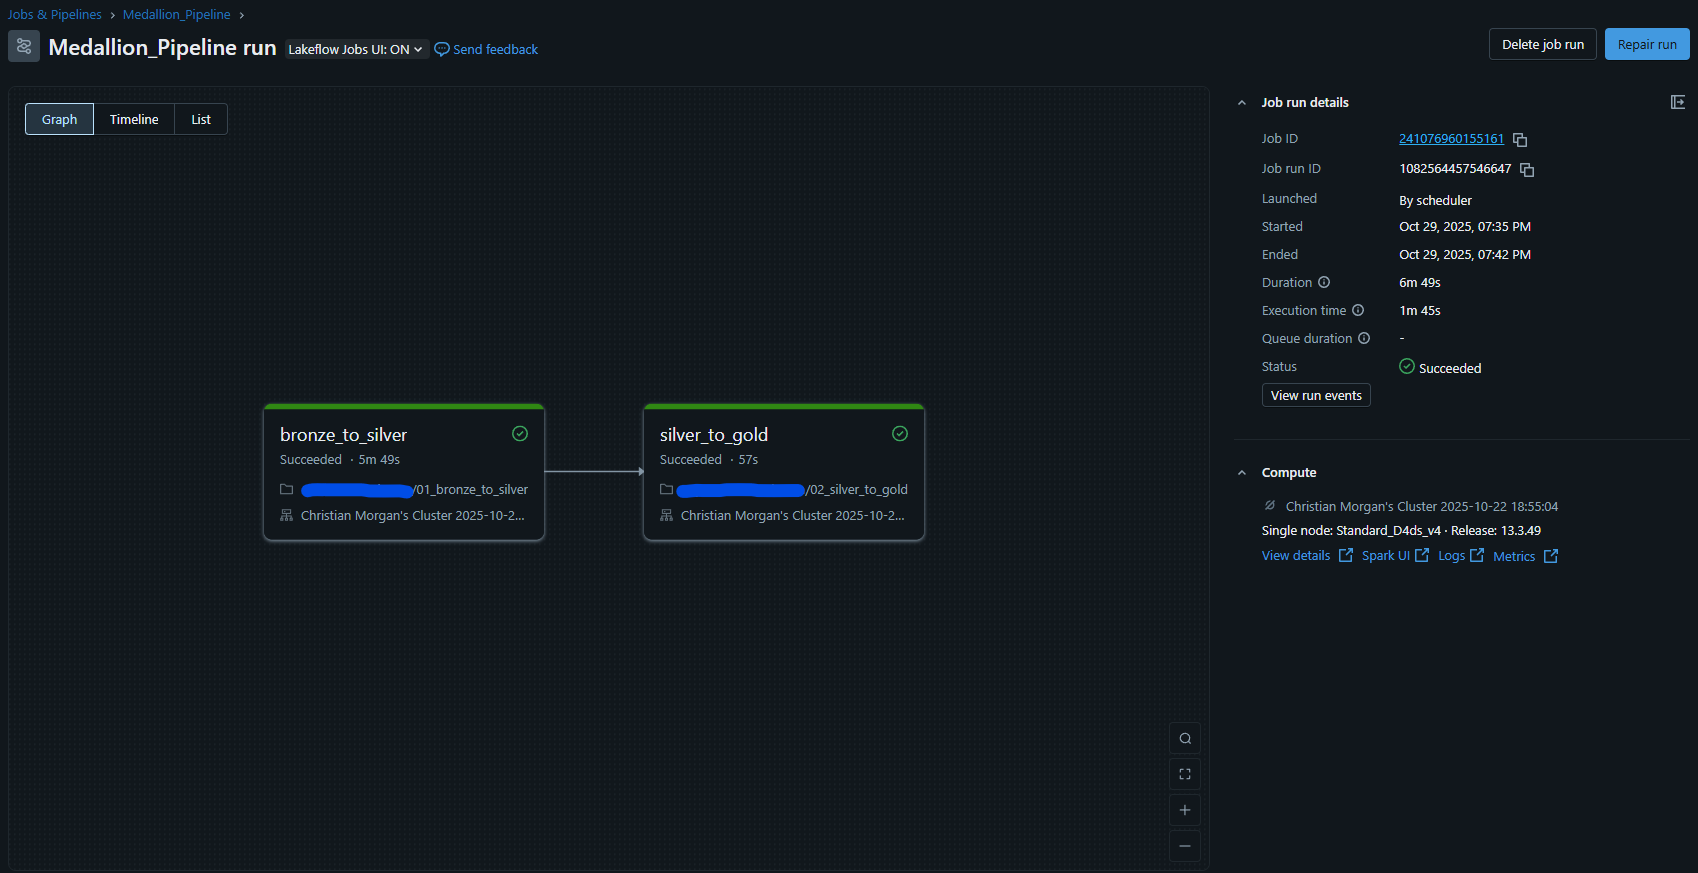 Jobs & Pipelines › Medallion_Pipeline ›
Medallion_Pipeline run
Lakeflow Jobs UI: ON
Send feedback
Delete job run
Repair run
Graph
Timeline
List
bronze_to_silver
Succeeded · 5m 49s
/01_bronze_to_silver
Christian Morgan's Cluster 2025-10-2...
silver_to_gold
Succeeded · 57s
/02_silver_to_gold
Christian Morgan's Cluster 2025-10-2...
Job run details
Job ID 241076960155161
Job run ID 1082564457546647
Launched By scheduler
Started Oct 29, 2025, 07:35 PM
Ended Oct 29, 2025, 07:42 PM
Duration 6m 49s
Execution time 1m 45s
Queue duration -
Status Succeeded
View run events
Compute
Christian Morgan's Cluster 2025-10-22 18:55:04
Single node: Standard_D4ds_v4 · Release: 13.3.49
View details Spark UI Logs Metrics